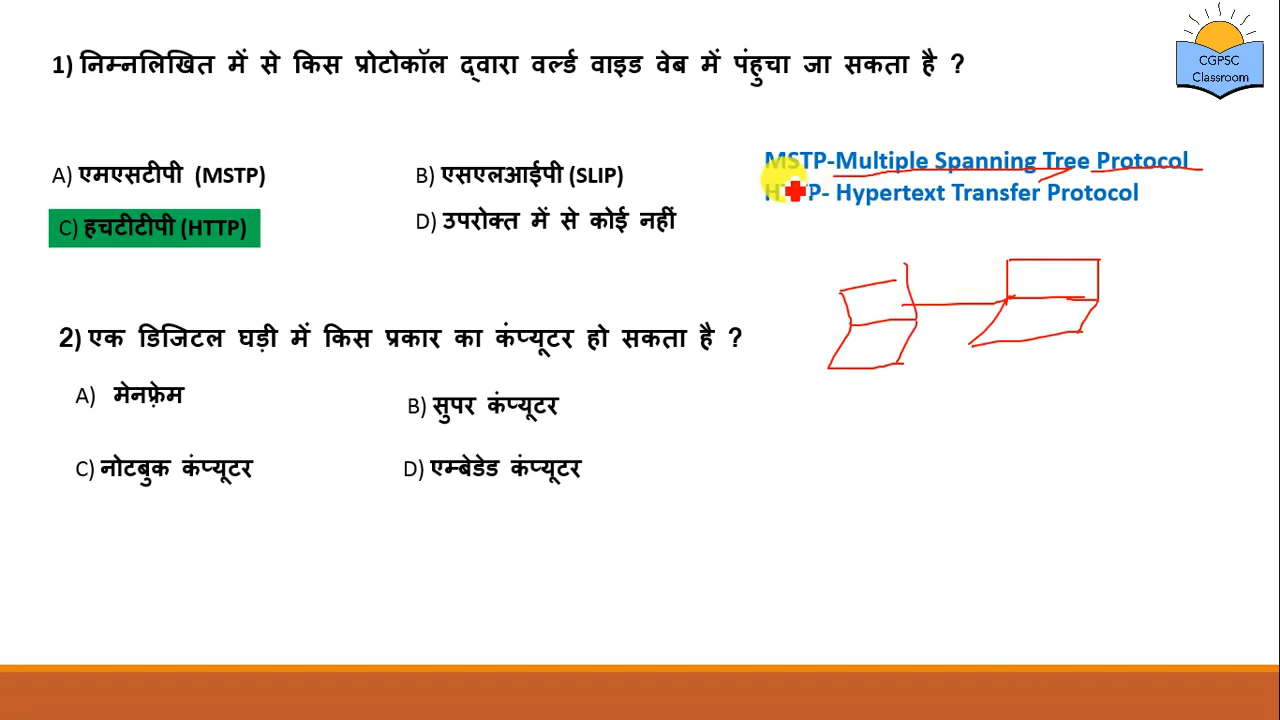 1) निम्नलिखित में से किस प्रोटोकॉल द्वारा वर्ल्ड वाइड वेब में पंहुचा जा सकता है ?
CGPSC
Classroom
A) एमएसटीपी (MSTP)
B) एसएलआईपी (SLIP)
C) हचटीटीपी (HTTP)
D) उपरोक्त में से कोई नहीं
MSTP-Multiple Spanning Tree Protocol
HTTP- Hypertext Transfer Protocol
2) एक डिजिटल घड़ी में किस प्रकार का कंप्यूटर हो सकता है ?
A) मेनफ़्रेम
B) सुपर कंप्यूटर
C) नोटबुक कंप्यूटर
D) एम्बेडेड कंप्यूटर